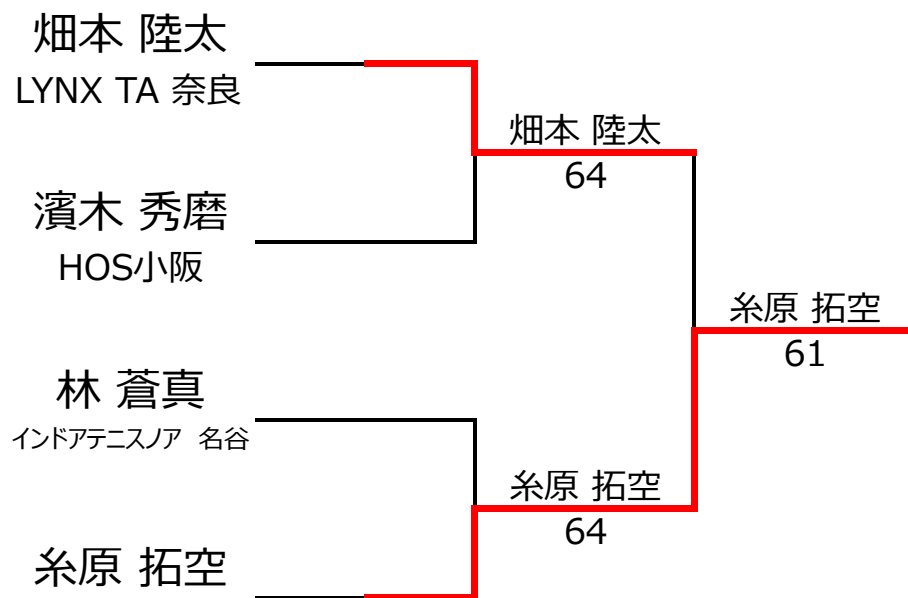 畑本 陸太
LYNX TA 奈良
畑本 陸太
64
濱木 秀磨
HOS小阪
糸原 拓空
61
林 蒼真
インドアテニスノア 名谷
糸原 拓空
64
糸原 拓空